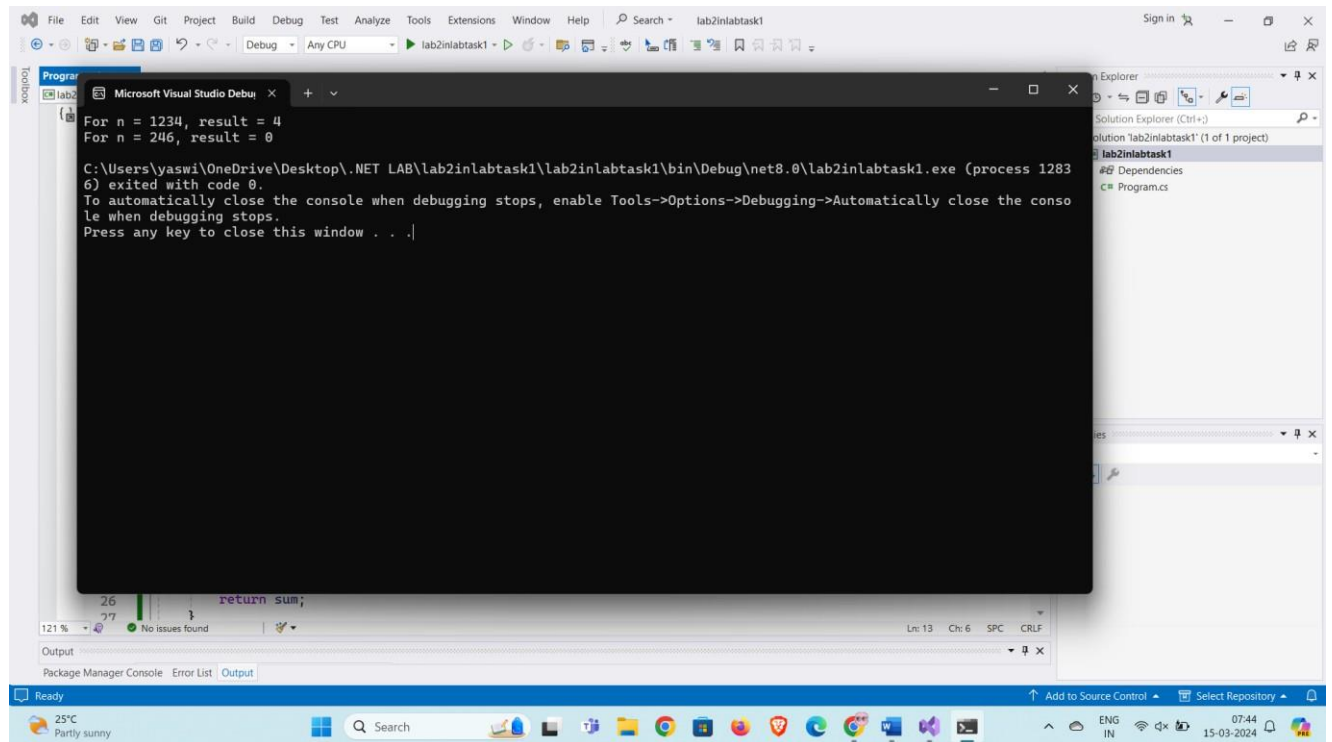 File Edit View Git Project Build Debug Test Analyze Tools Extensions Window Help Search lab2inlabtask1 Sign in
Debug Any CPU lab2inlabtask1
Toolbox
Microsoft Visual Studio Debu
For n = 1234, result = 4
For n = 246, result = 0
C:\Users\yaswi\OneDrive\Desktop\.NET LAB\lab2inlabtask1\lab2inlabtask1\bin\Debug\net8.0\lab2inlabtask1.exe (process 1283
6) exited with code 0.
To automatically close the console when debugging stops, enable Tools->Options->Debugging->Automatically close the conso
le when debugging stops.
Press any key to close this window . . .
n Explorer
Solution Explorer (Ctrl+;)
olution 'lab2inlabtask1' (1 of 1 project)
lab2inlabtask1
Dependencies
C# Program.cs
26 return sum;
27 }
121 % No issues found Ln: 13 Ch: 6 SPC CRLF
Output
Package Manager Console Error List Output
Ready Add to Source Control Select Repository
25°C
Partly sunny
Search
ENG
IN
07:44
15-03-2024